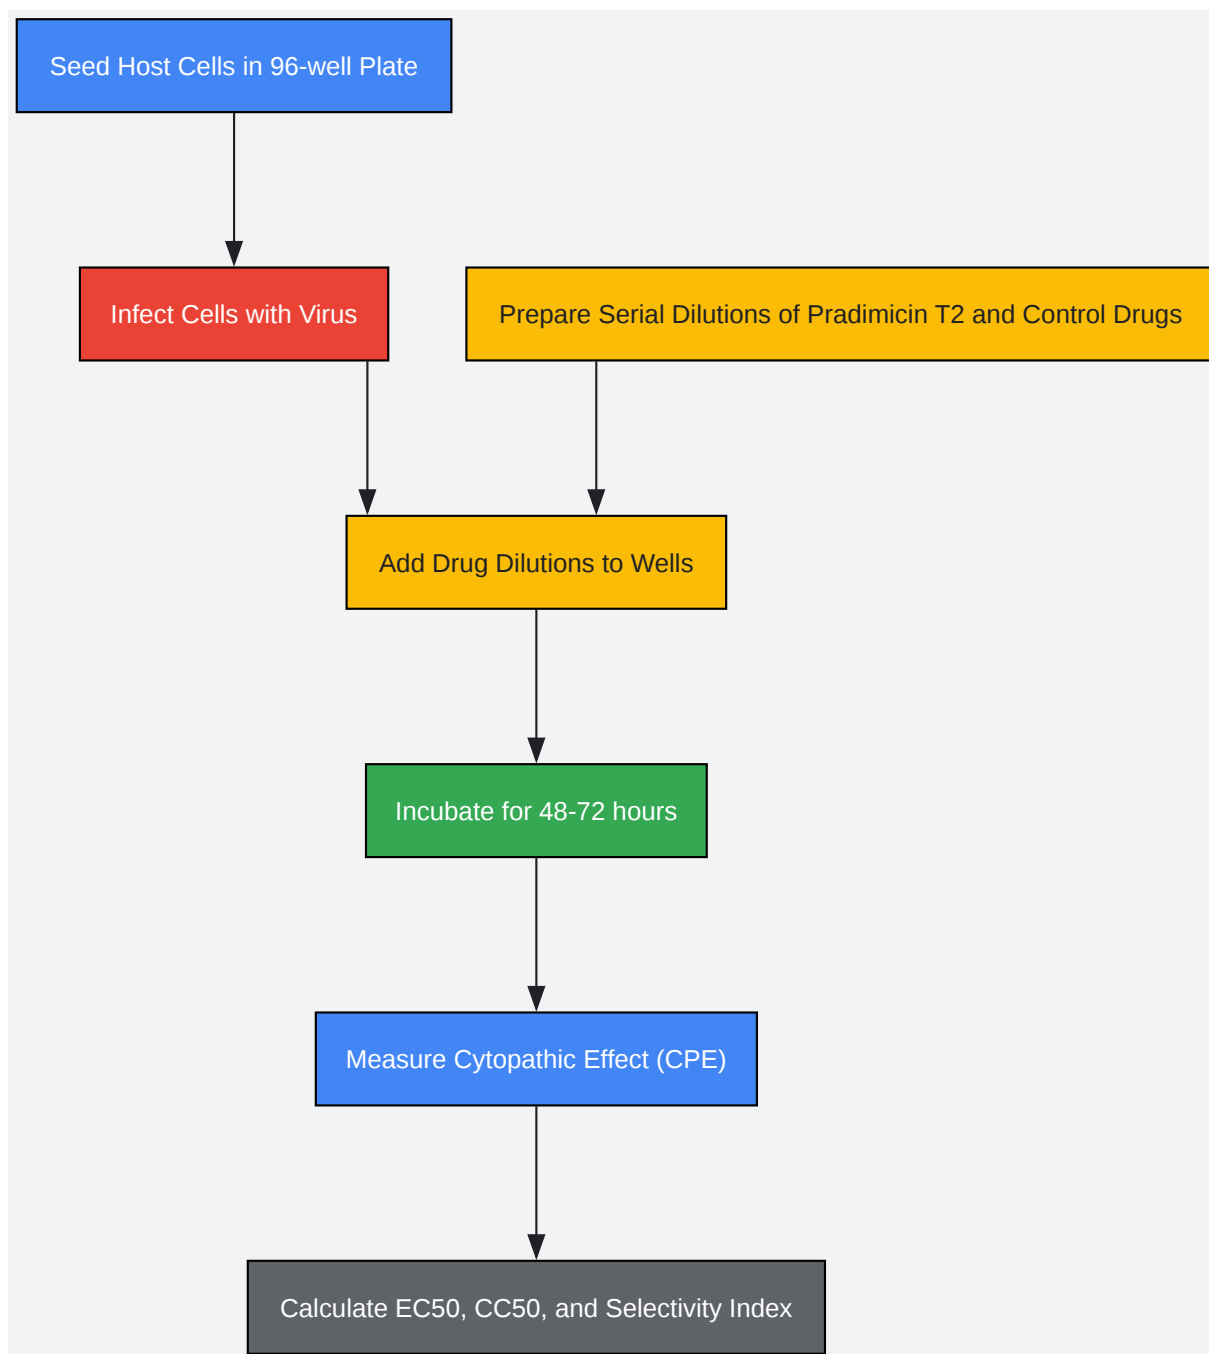 Seed Host Cells in 96-well Plate
Infect Cells with Virus
Prepare Serial Dilutions of Pradimicin T2 and Control Drugs
Add Drug Dilutions to Wells
Incubate for 48-72 hours
Measure Cytopathic Effect (CPE)
Calculate EC50, CC50, and Selectivity Index